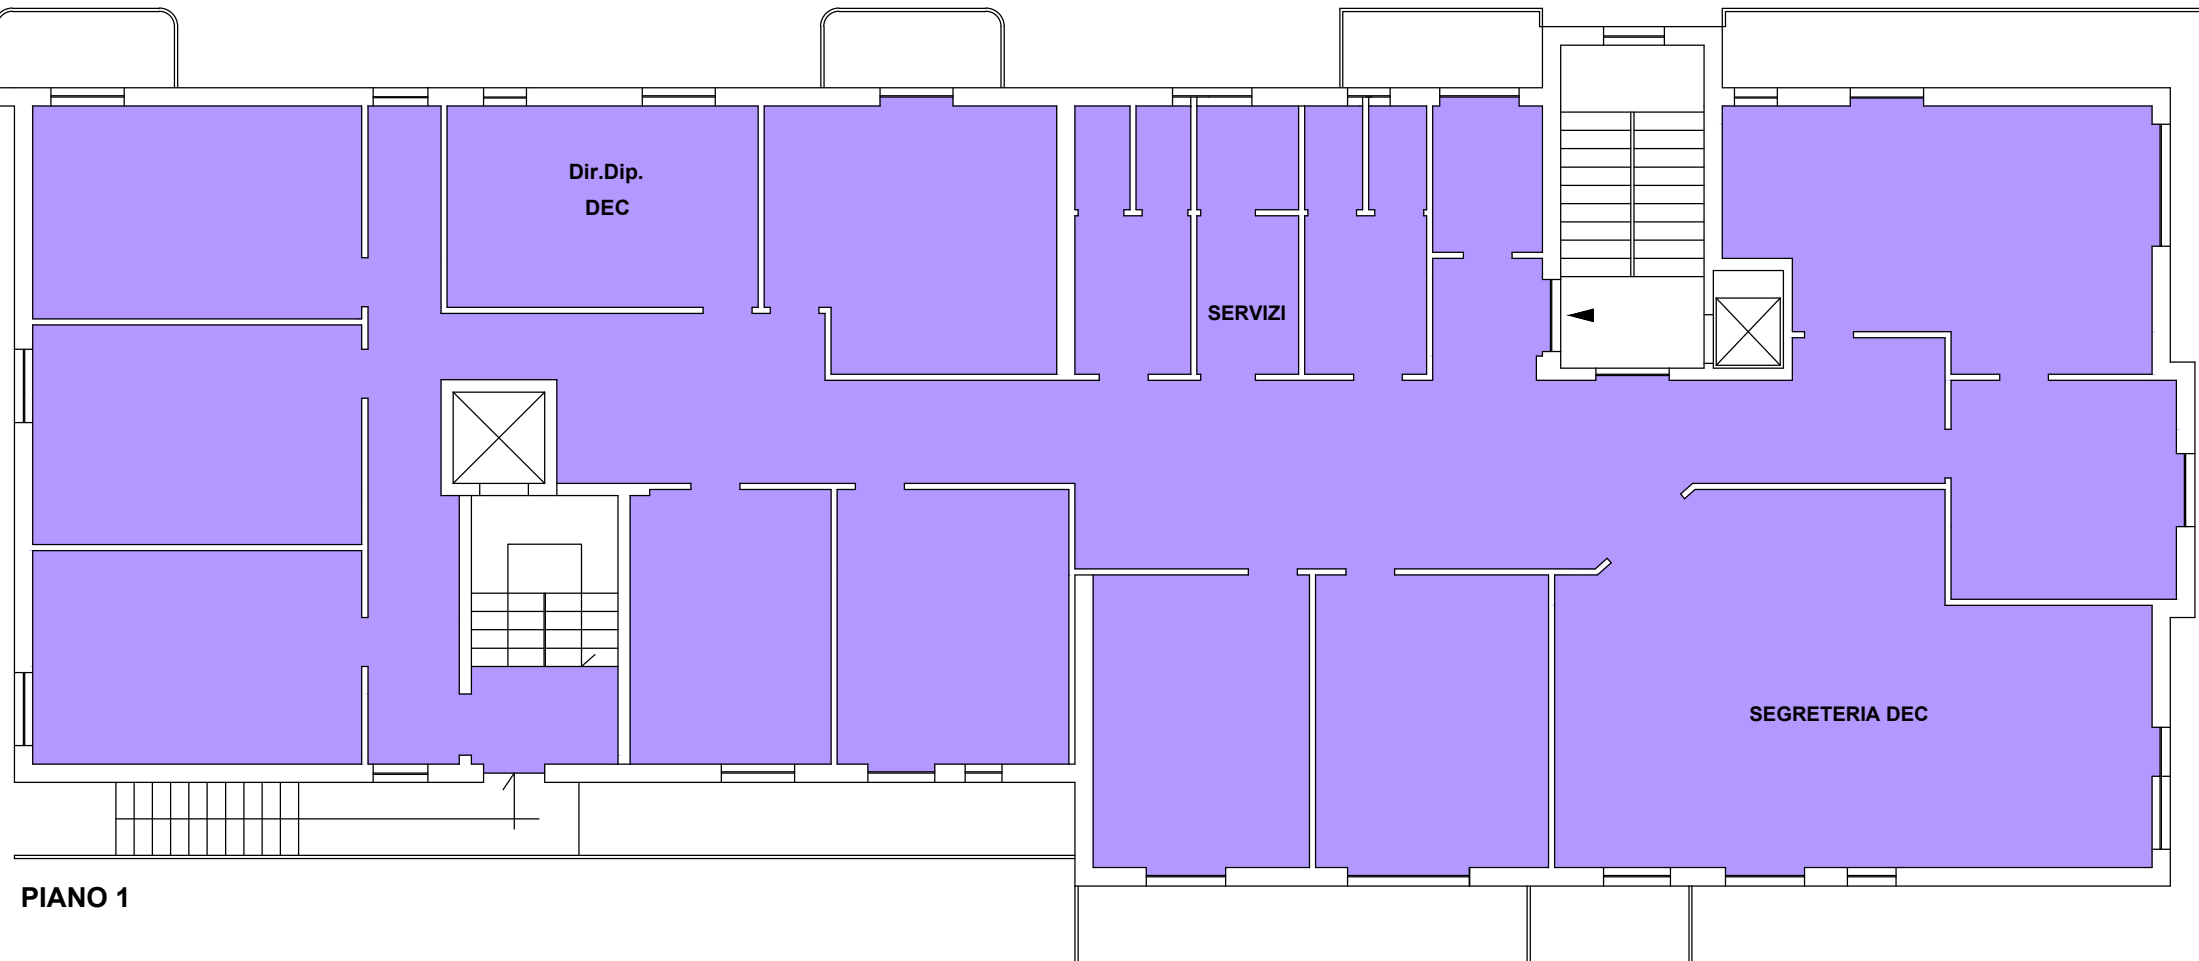 Dir.Dip.
DEC
SERVIZI
SEGRETERIA DEC
PIANO 1